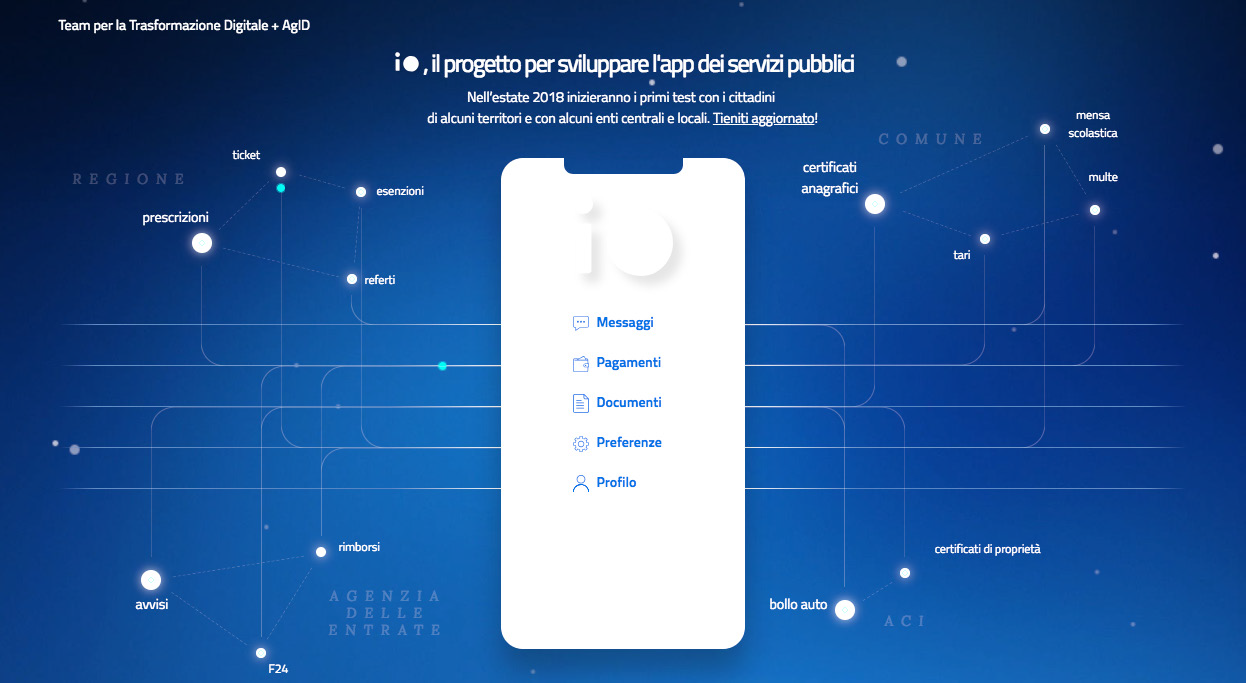 Team per la Trasformazione Digitale + AgID
io, il progetto per sviluppare l'app dei servizi pubblici
Nell'estate 2018 inizieranno i primi test con i cittadini
di alcuni territori e con alcuni enti centrali e locali. Tieniti aggiornato!
REGIONE
ticket
esenzioni
prescrizioni
referti
COMUNE
mensa
scolastica
certificati
anagrafici
multe
tari
io
Messaggi
Pagamenti
Documenti
Preferenze
Profilo
rimborsi
avvisi
AGENZIA
DELLE
ENTRATE
F24
certificati di proprietà
bollo auto
ACI